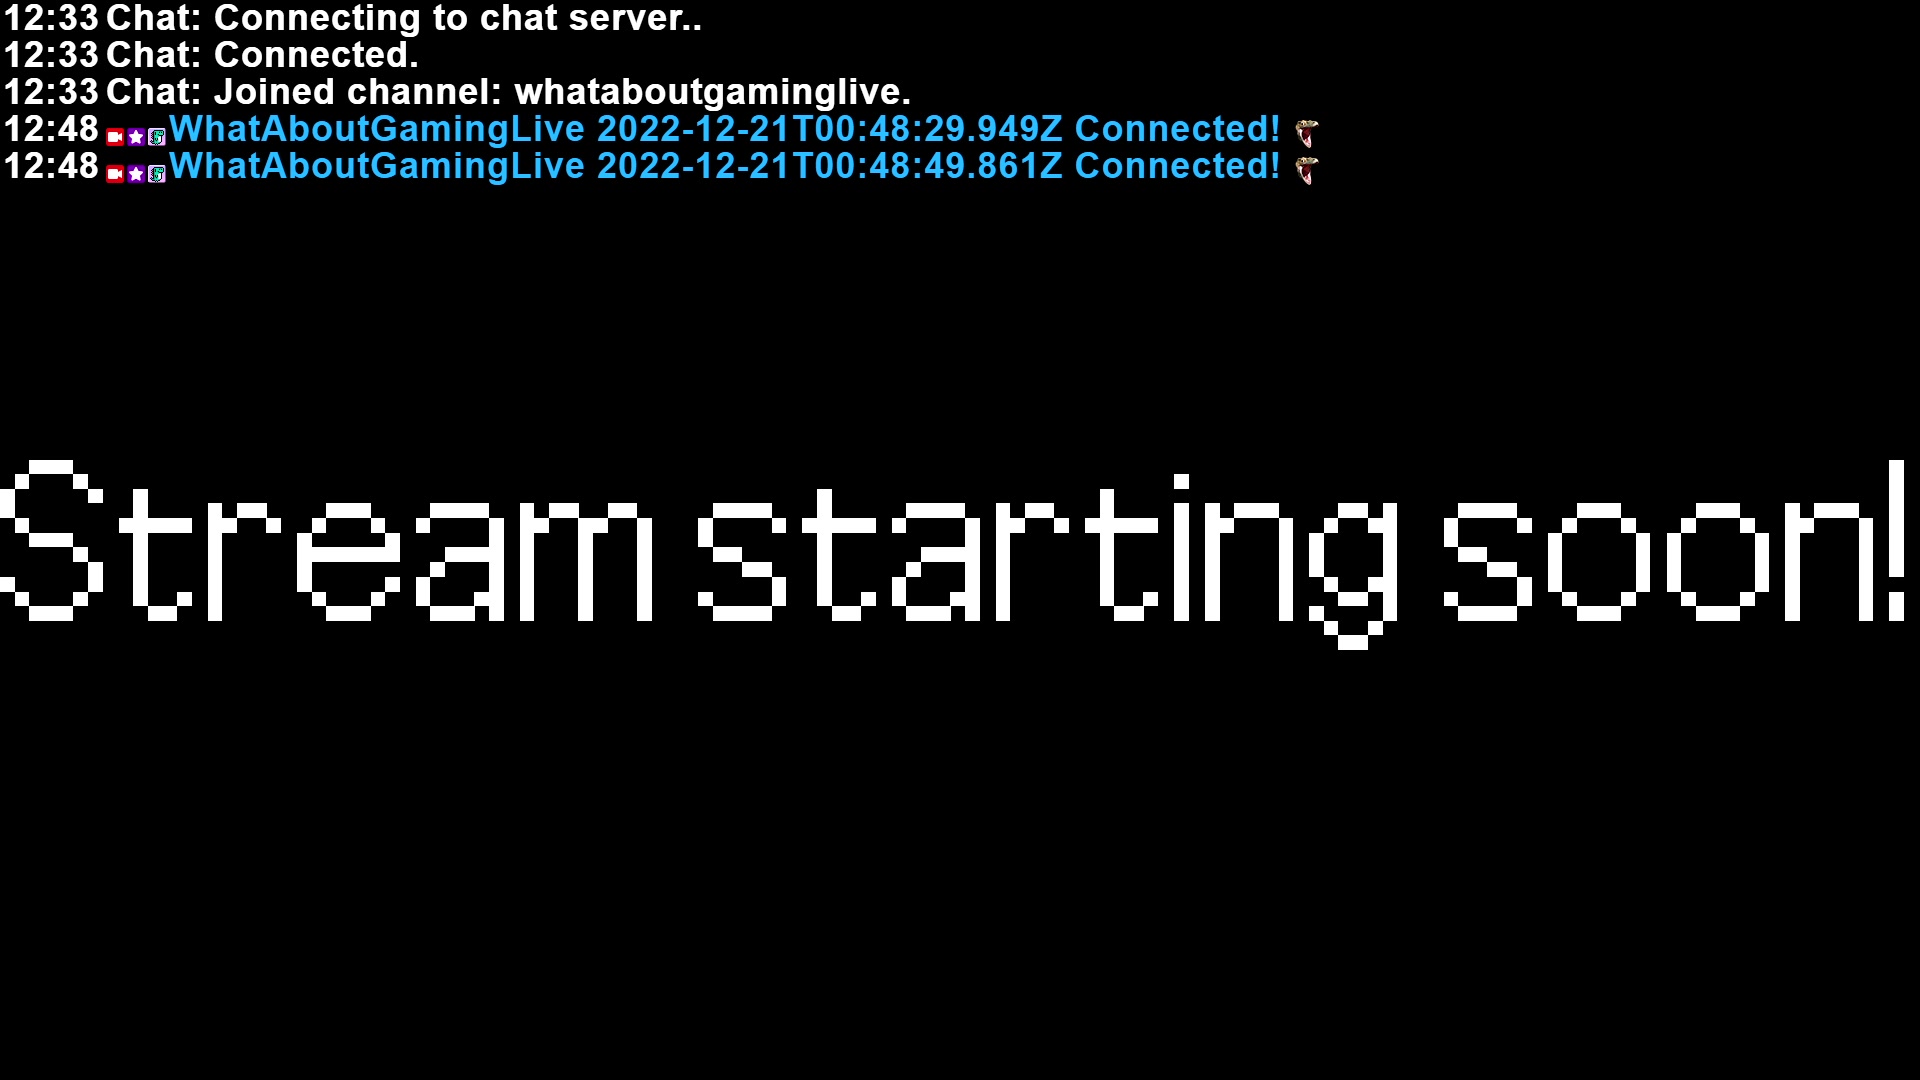 12:33 Chat: Connecting to chat server..
12:33 Chat: Connected.
12:33 Chat: Joined channel: whataboutgaminglive.
12:48 WhatAboutGamingLive 2022-12-21T00:48:29.949Z Connected!
12:48 WhatAboutGamingLive 2022-12-21T00:48:49.861Z Connected!
Stream starting soon!